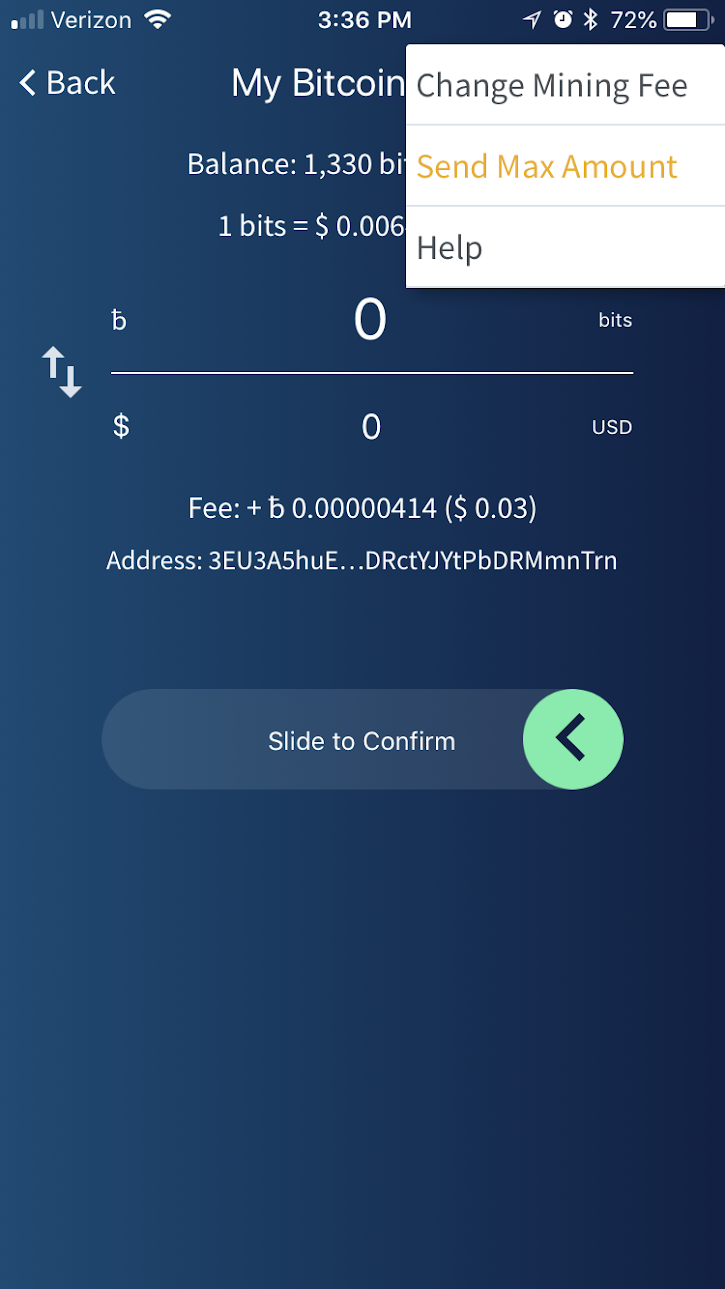 Verizon 3:36 PM 72%
Back My Bitcoin
Change Mining Fee
Balance: 1,330
Send Max Amount
1 bits = $ 0.006
Help
ƀ 0 bits
$ 0 USD
Fee: + ƀ 0.00000414 ($ 0.03)
Address: 3EU3A5huE...DRctYJYtPbDRMmnTrn
Slide to Confirm